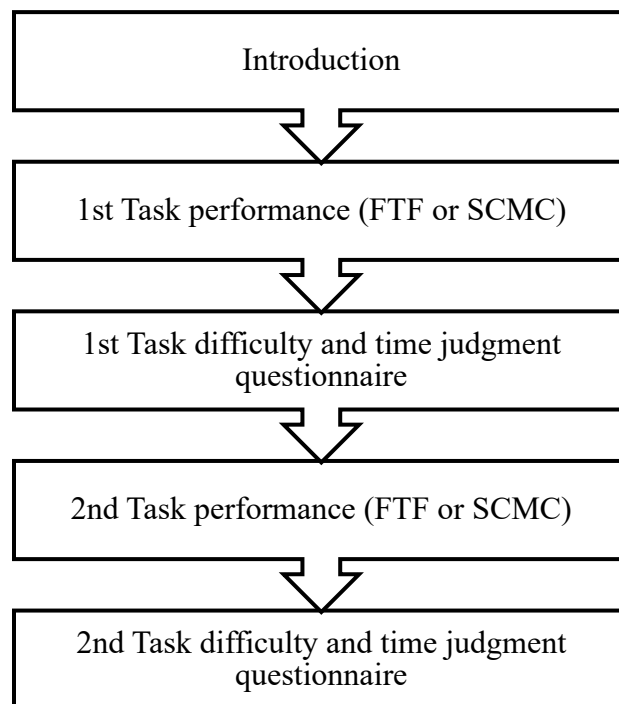 Introduction
1st Task performance (FTF or SCMC)
1st Task difficulty and time judgment
questionnaire
2nd Task performance (FTF or SCMC)
2nd Task difficulty and time judgment
questionnaire